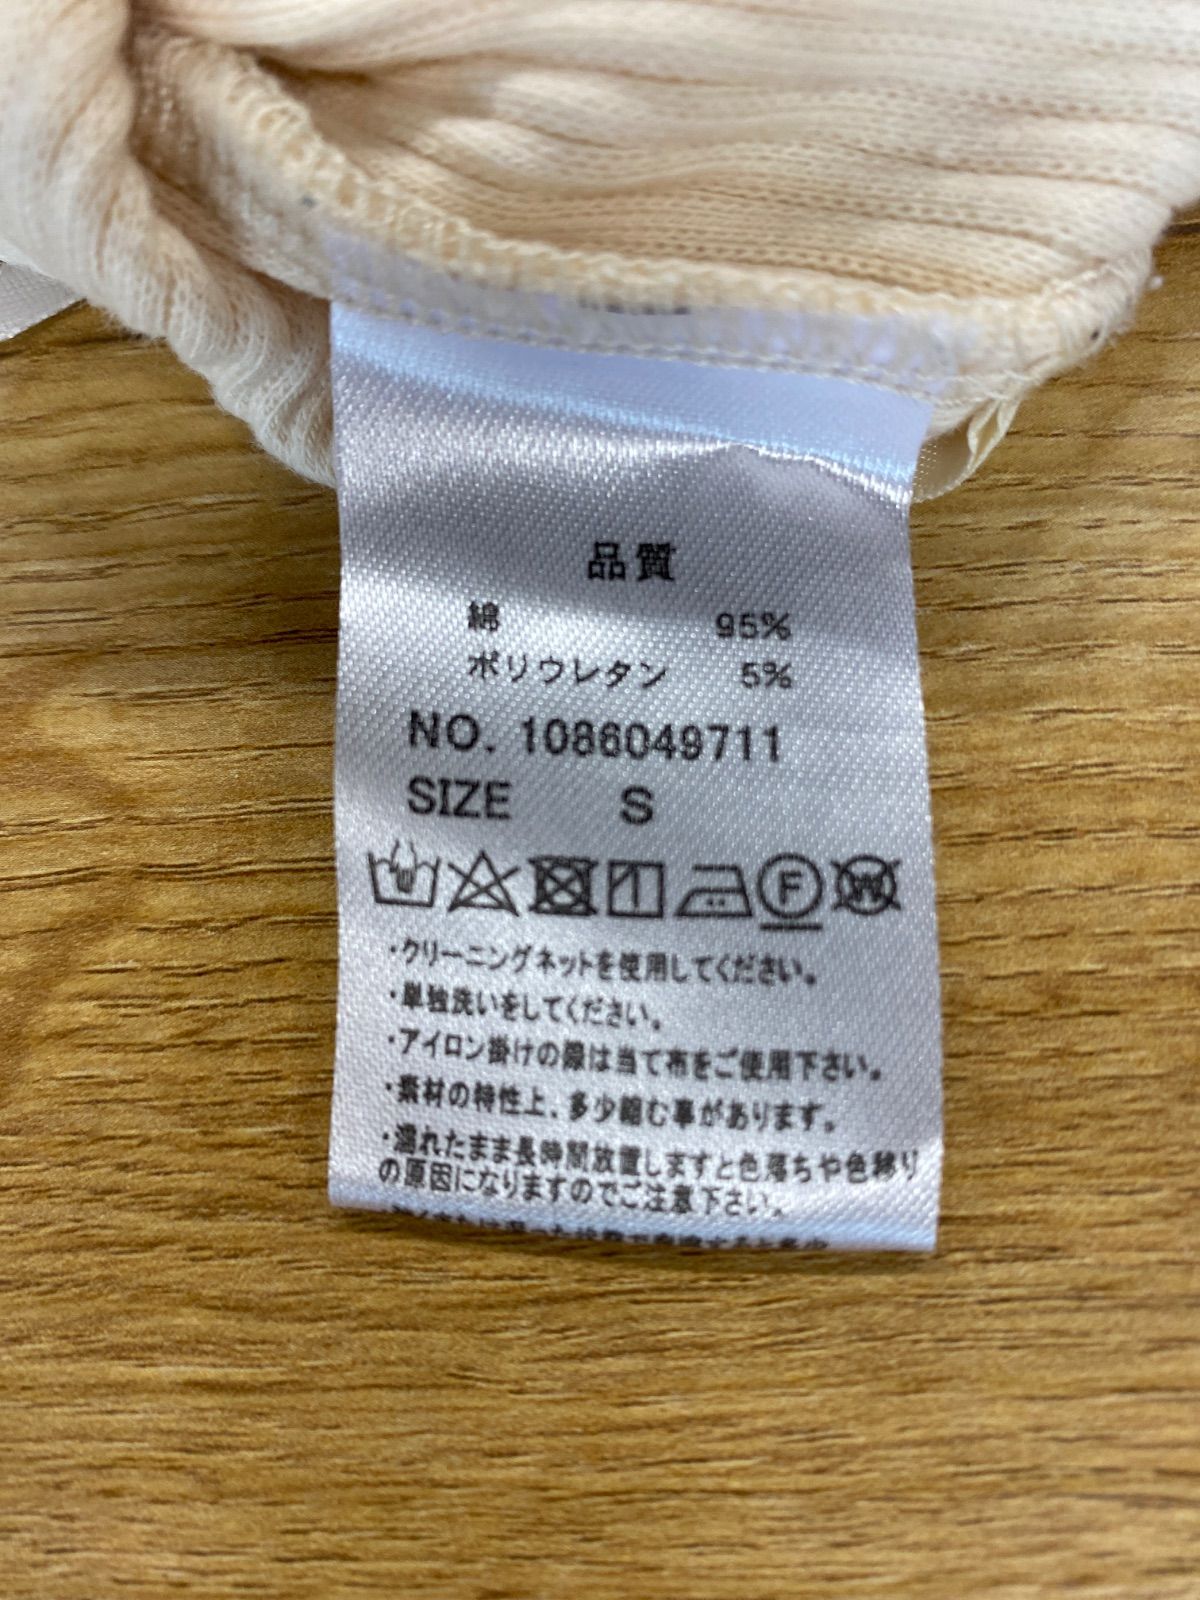 品質
綿 95%
ポリウレタン 5%
NO. 1086049711
SIZE S
F W
・クリーニングネットを使用してください。
・単独洗いをしてください。
・アイロン掛けの際は当て布をご使用下さい。
・素材の特性上、多少縮む事があります。
・濡れたまま長時間放置しますと色落ちや色移り
の原因になりますのでご注意下さい。